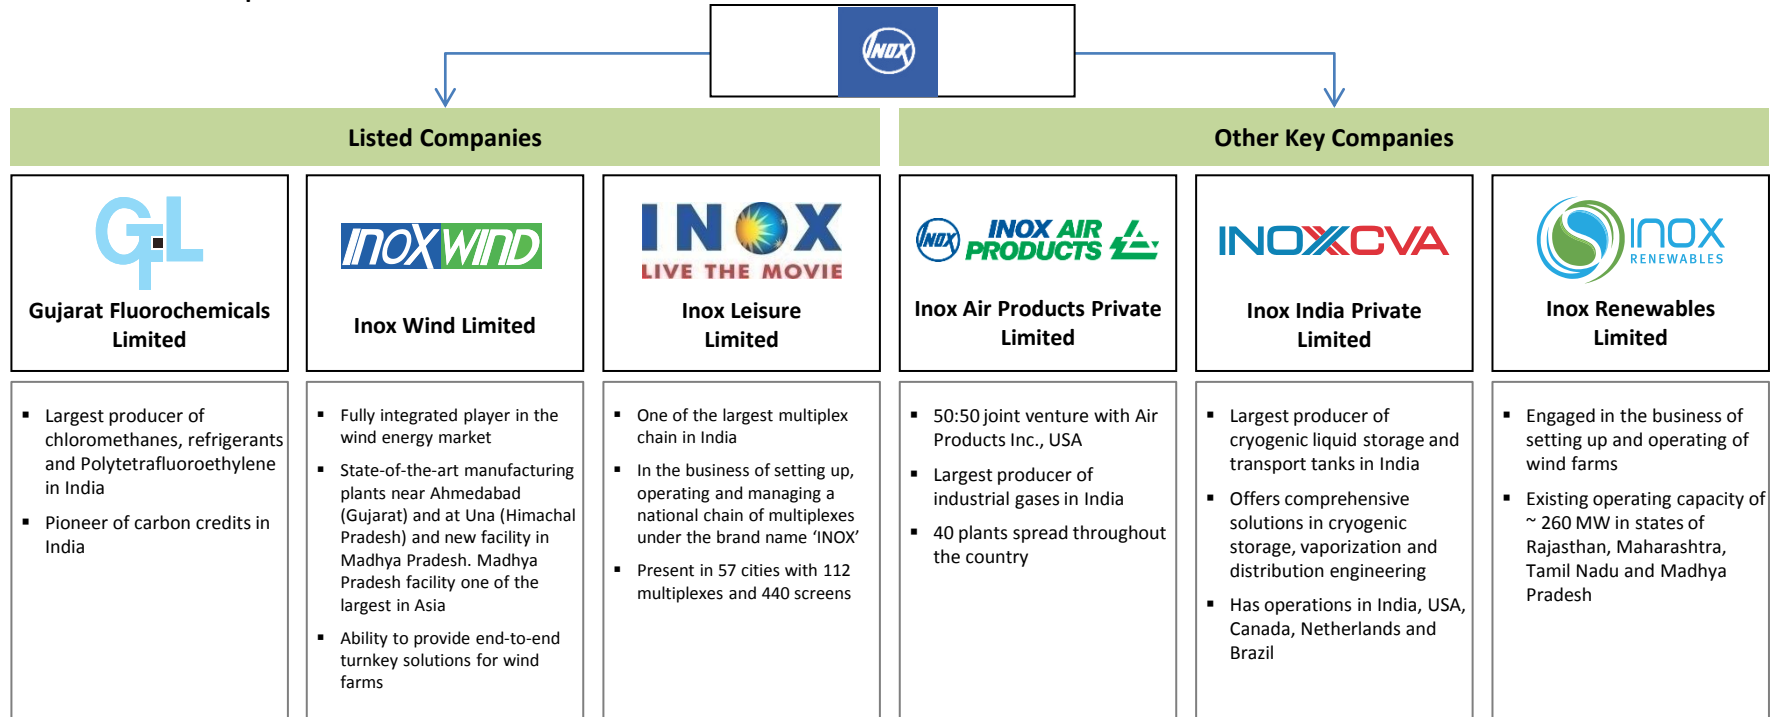 INOX
Listed Companies
Other Key Companies
GFL
Gujarat Fluorochemicals
Limited
INOXWIND
Inox Wind Limited
INOX
LIVE THE MOVIE
Inox Leisure
Limited
INOX
INOX AIR
PRODUCTS
Inox Air Products Private
Limited
INOXCVA
Inox India Private
Limited
INOX
RENEWABLES
Inox Renewables
Limited
▪ Largest producer of
chloromethanes, refrigerants
and Polytetrafluoroethylene
in India
▪ Pioneer of carbon credits in
India
▪ Fully integrated player in the
wind energy market
▪ State-of-the-art manufacturing
plants near Ahmedabad
(Gujarat) and at Una (Himachal
Pradesh) and new facility in
Madhya Pradesh. Madhya
Pradesh facility one of the
largest in Asia
▪ Ability to provide end-to-end
turnkey solutions for wind
farms
▪ One of the largest multiplex
chain in India
▪ In the business of setting up,
operating and managing a
national chain of multiplexes
under the brand name ‘INOX’
▪ Present in 57 cities with 112
multiplexes and 440 screens
▪ 50:50 joint venture with Air
Products Inc., USA
▪ Largest producer of
industrial gases in India
▪ 40 plants spread throughout
the country
▪ Largest producer of
cryogenic liquid storage and
transport tanks in India
▪ Offers comprehensive
solutions in cryogenic
storage, vaporization and
distribution engineering
▪ Has operations in India, USA,
Canada, Netherlands and
Brazil
▪ Engaged in the business of
setting up and operating of
wind farms
▪ Existing operating capacity of
~ 260 MW in states of
Rajasthan, Maharashtra,
Tamil Nadu and Madhya
Pradesh